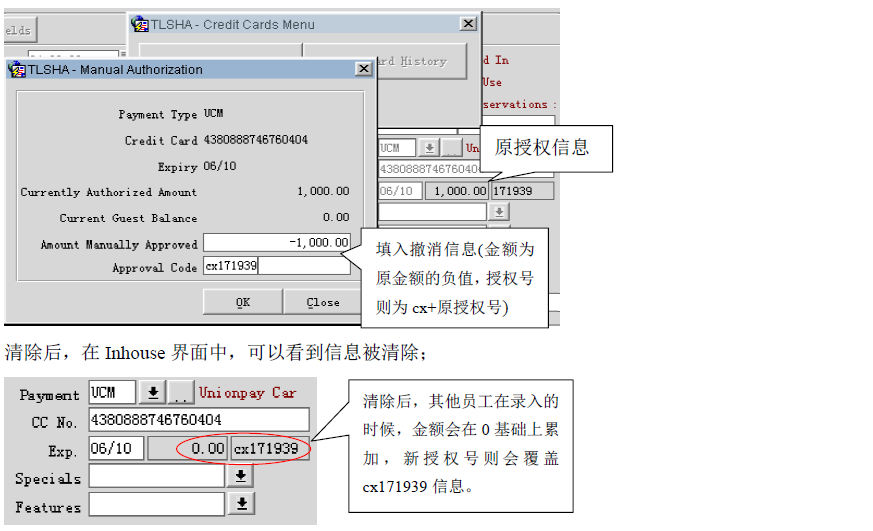 TLSHA - Credit Cards Menu
elds
ard History
TLSHA - Manual Authorization
d In
Use
servations :
Payment Type UCM
Credit Card 4380888746760404
Expiry 06/10
Currently Authorized Amount 1,000.00
Current Guest Balance 0.00
Amount Manually Approved -1,000.00
Approval Code cx171939
OK Close
UCM .. Un
438088874676040
06/10 1,000.00 171939
原授权信息
填入撤消信息(金额为
原金额的负值，授权号
则为 cx+原授权号)
清除后，在 Inhouse 界面中，可以看到信息被清除；
Payment UCM .. Unionpay Car
CC No. 4380888746760404
Exp. 06/10 0.00 cx171939
Specials
Features
清除后，其他员工在录入的
时候，金额会在 0 基础上累
加，新授权号则会覆盖
cx171939 信息。